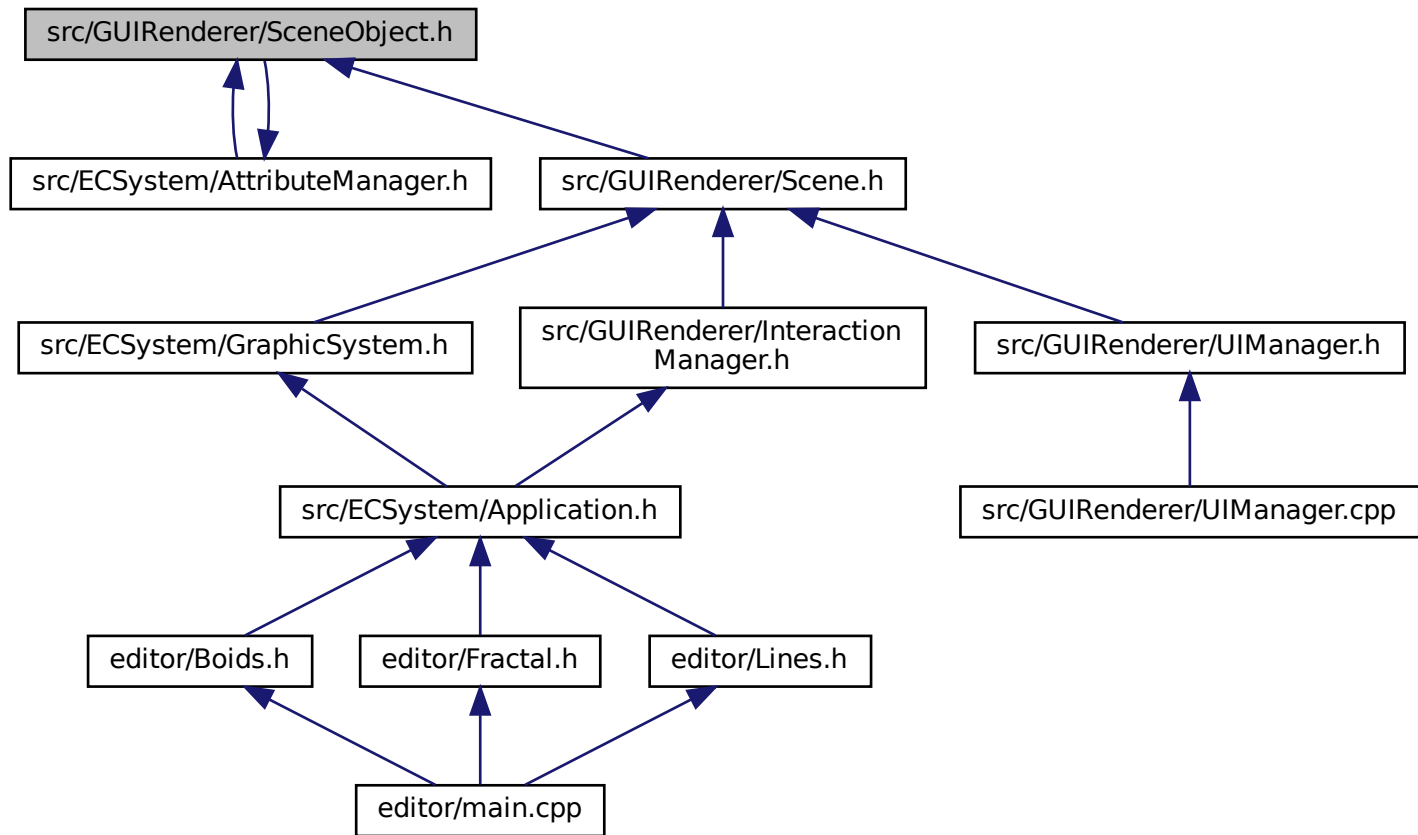 src/GUIRenderer/SceneObject.h
src/ECSystem/AttributeManager.h
src/GUIRenderer/Scene.h
src/ECSystem/GraphicSystem.h
src/GUIRenderer/Interaction
Manager.h
src/GUIRenderer/UIManager.h
src/ECSystem/Application.h
src/GUIRenderer/UIManager.cpp
editor/Boids.h
editor/Fractal.h
editor/Lines.h
editor/main.cpp